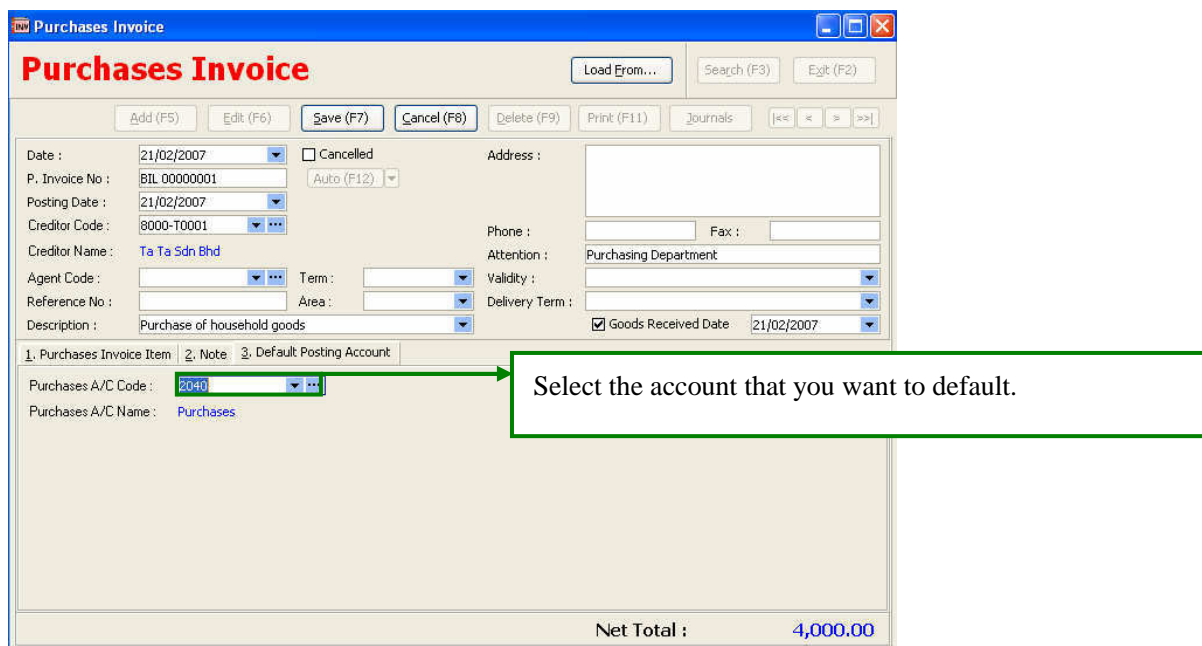 INV Purchases Invoice
Purchases Invoice
Load From... Search (F3) Exit (F2)
Add (F5) Edit (F6) Save (F7) Cancel (F8) Delete (F9) Print (F11) Journals |<< < > >>|
Date : 21/02/2007 Cancelled Address :
P. Invoice No : BIL 00000001 Auto (F12)
Posting Date : 21/02/2007
Creditor Code : 8000-T0001 Phone : Fax :
Creditor Name : Ta Ta Sdn Bhd Attention : Purchasing Department
Agent Code : Term : Validity :
Reference No : Area : Delivery Term :
Description : Purchase of household goods Goods Received Date 21/02/2007
1. Purchases Invoice Item 2. Note 3. Default Posting Account
Purchases A/C Code : 2040
Purchases A/C Name : Purchases
Select the account that you want to default.
Net Total : 4,000.00